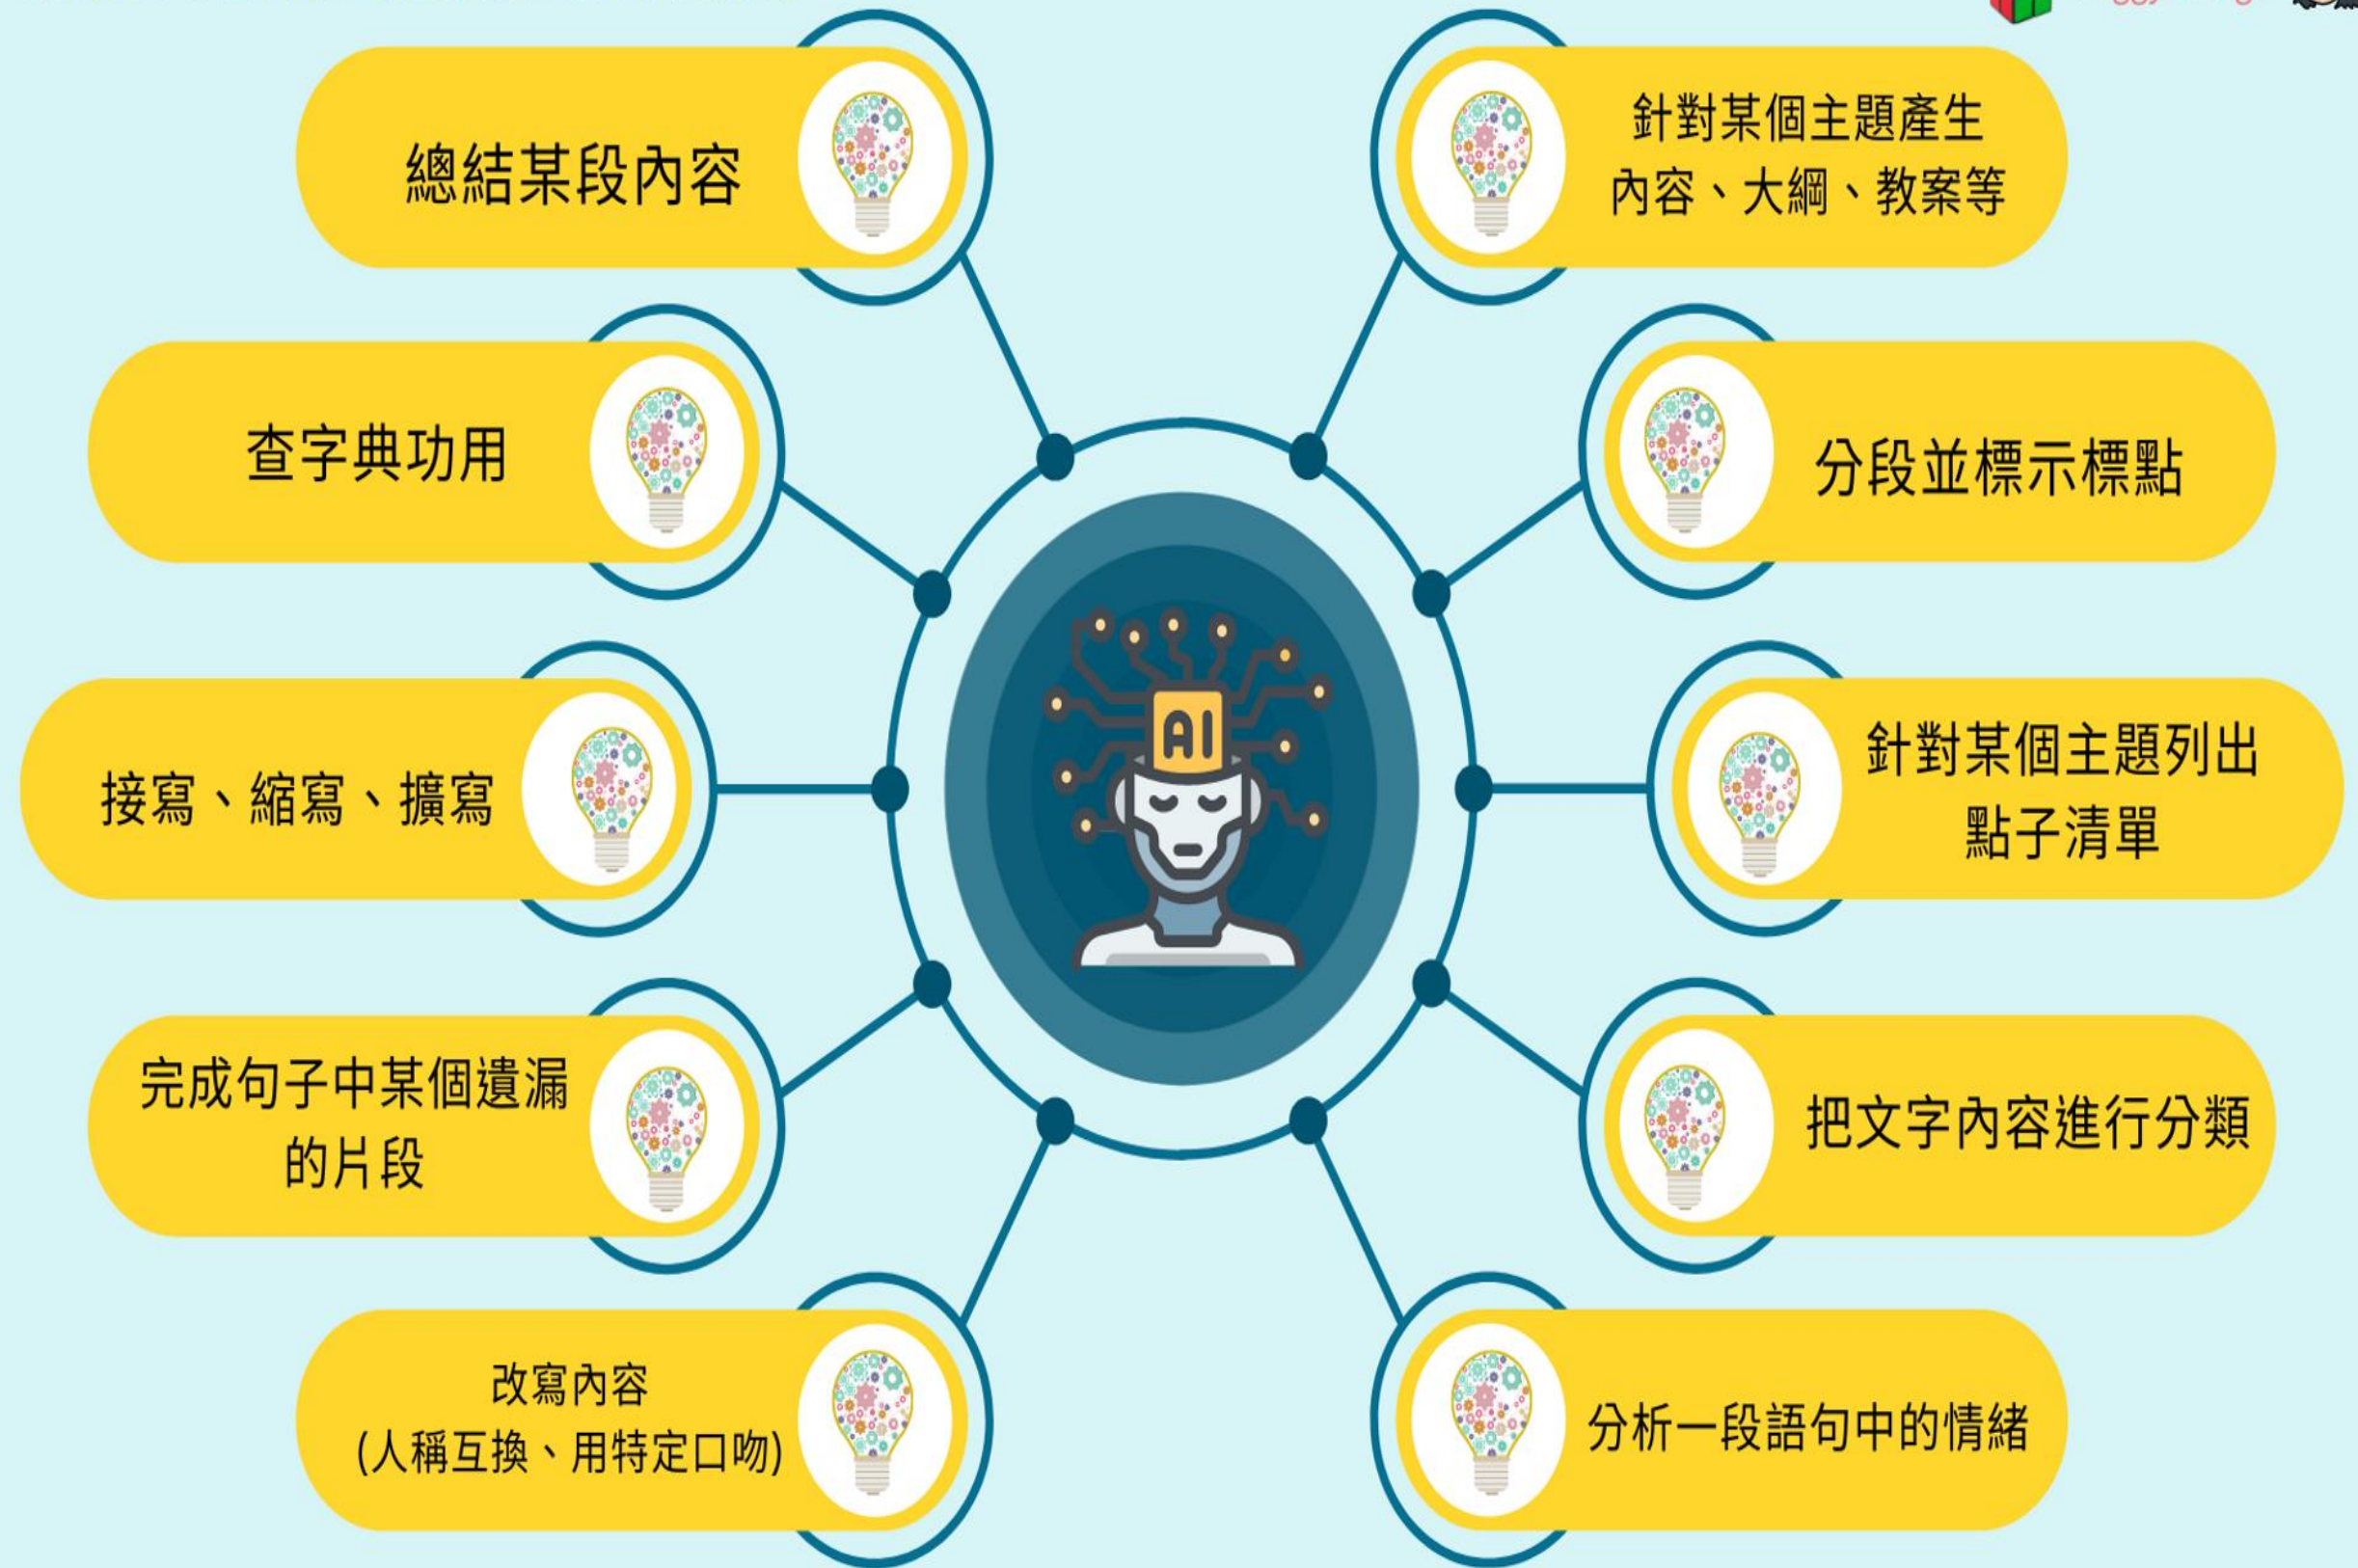 總結某段內容
查字典功用
接寫、縮寫、擴寫
完成句子中某個遺漏
的片段
改寫內容
(人稱互換、用特定口吻)
AI
針對某個主題產生
內容、大綱、教案等
分段並標示標點
針對某個主題列出
點子清單
把文字內容進行分類
分析一段語句中的情緒